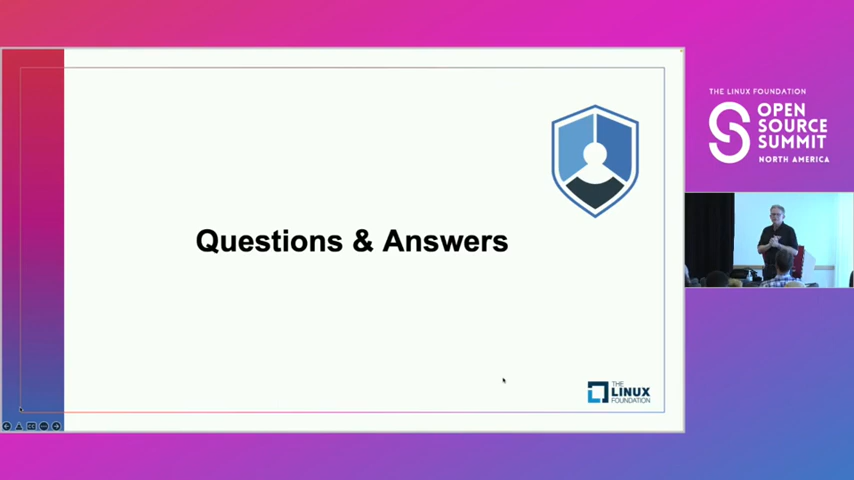 Questions & Answers
THE
LINUX
FOUNDATION
THE LINUX FOUNDATION
OPEN
SOURCE
SUMMIT
NORTH AMERICA